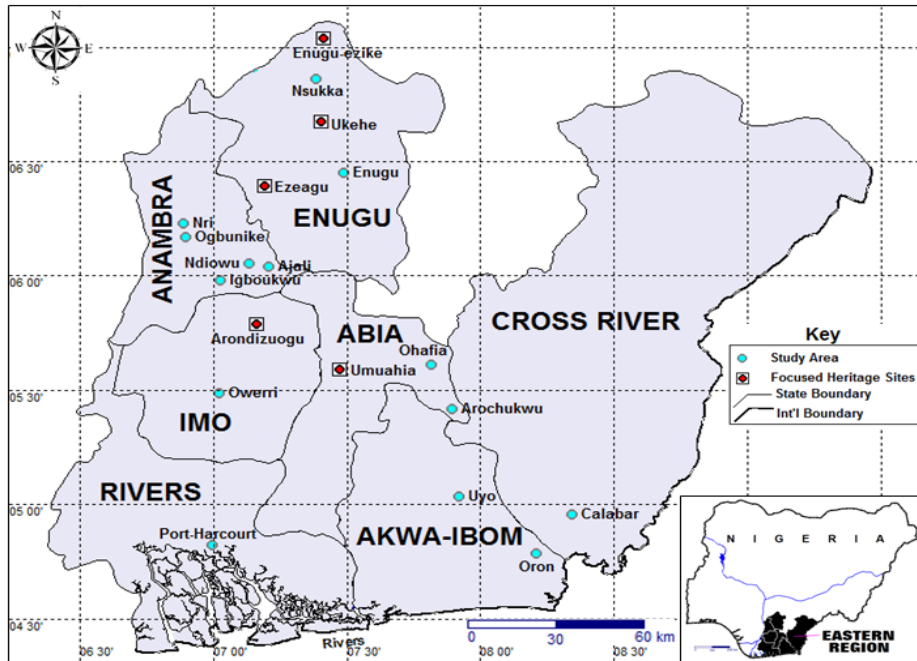 N
W E
S
Enugu-ezike
Nsukka
Ukehe
06 30'
Enugu
Ezeagu
ANAMBRA
ENUGU
Nri
Ogbunike
Ndiowu
Ajali
06 00'
Igboukwu
Arondizuogu
ABIA
CROSS RIVER
Ohafia
Umuahia
Key
Study Area
Focused Heritage Sites
State Boundary
Int'l Boundary
05 30'
Owerri
Arochukwu
IMO
RIVERS
Uyo
05 00'
Calabar
Port-Harcourt
AKWA-IBOM
Oron
NIGERIA
EASTERN
REGION
04 30'
Rivers
0 30 60 km
06 30' 07 00' 07 30' 08 00' 08 30'